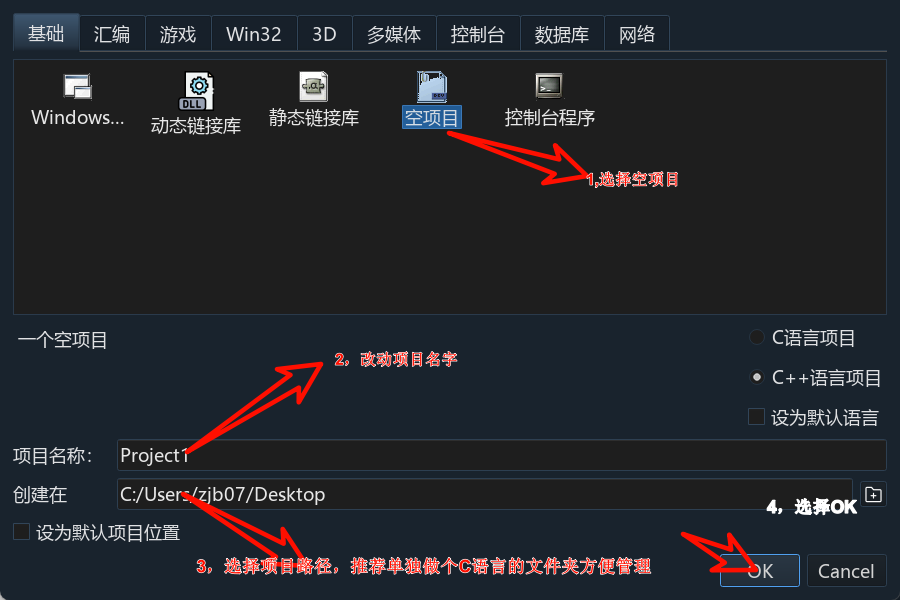 基础 汇编 游戏 Win32 3D 多媒体 控制台 数据库 网络
Windows... 动态链接库 静态链接库 空项目 控制台程序
DLL
1,选择空项目
一个空项目
C语言项目
2，改动项目名字
C++语言项目
设为默认语言
项目名称: Project1
创建在 C:/Users/zjb07/Desktop
4，选择OK
设为默认项目位置
3，选择项目路径，推荐单独做个C语言的文件夹方便管理
OK Cancel